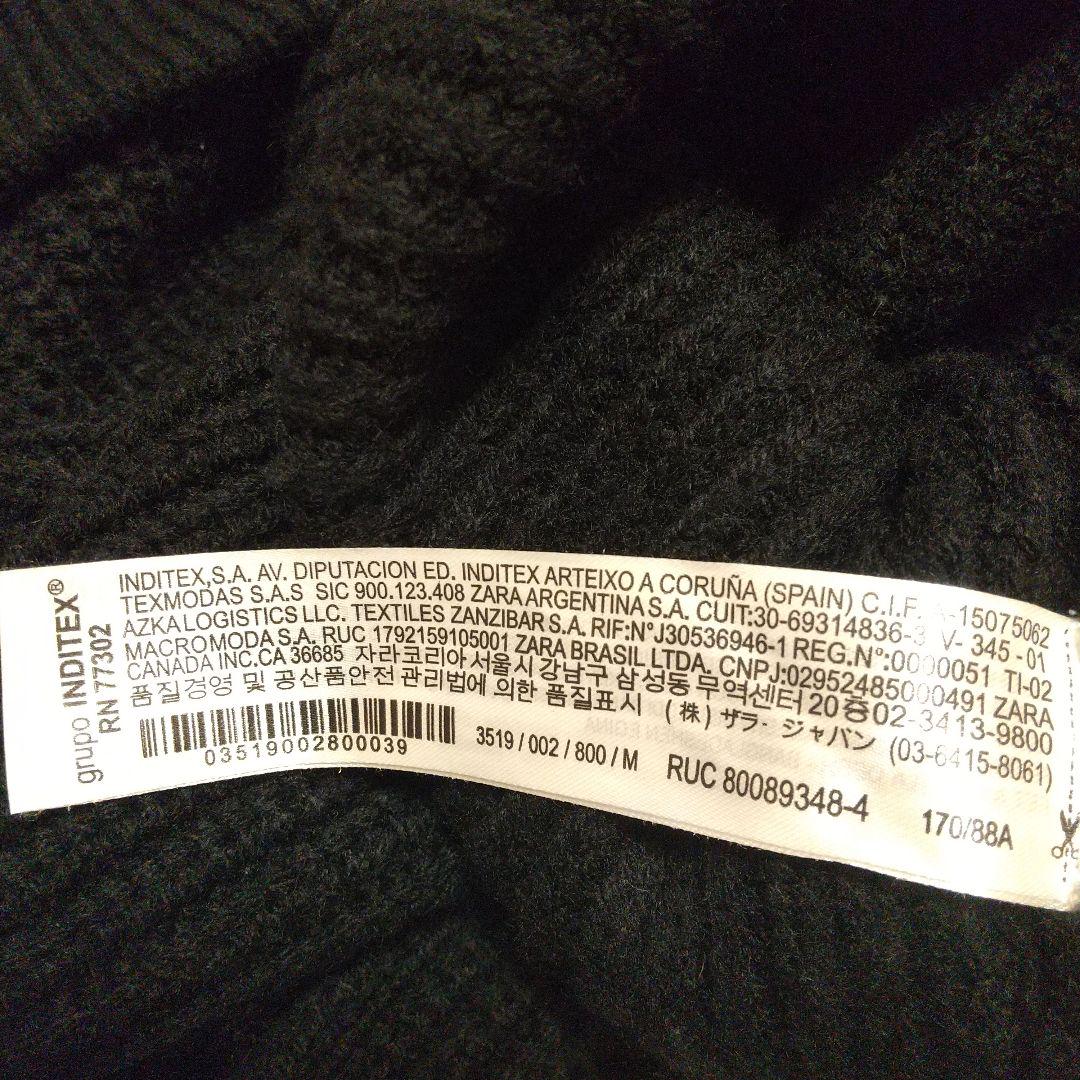 grupo INDITEX®
RN 77302
INDITEX,S.A. AV. DIPUTACION ED. INDITEX ARTEIXO A CORUÑA (SPAIN) C.I.F. A-15075062
TEXMODAS S.A.S SIC 900.123.408 ZARA ARGENTINA S.A. CUIT:30-69314836-3 V- 345 -01
AZKALOGISTICS LLC. TEXTILES ZANZIBAR S.A. RIF:N°J30536946-1 REG.N°:0000051 TI-02
MACROMODA S.A. RUC 1792159105001 ZARA BRASIL LTDA. CNPJ:02952485000491 ZARA
CANADA INC.CA 36685 자라코리아 서울시 강남구 삼성동 무역센터 20층02-3413-9800
품질경영 및 공산품안전 관리법에 의한 품질표시 (株) ザラ・ジャパン (03-6415-8061)
03519002800039
3519 / 002 / 800 / M
RUC 80089348-4
170/88A